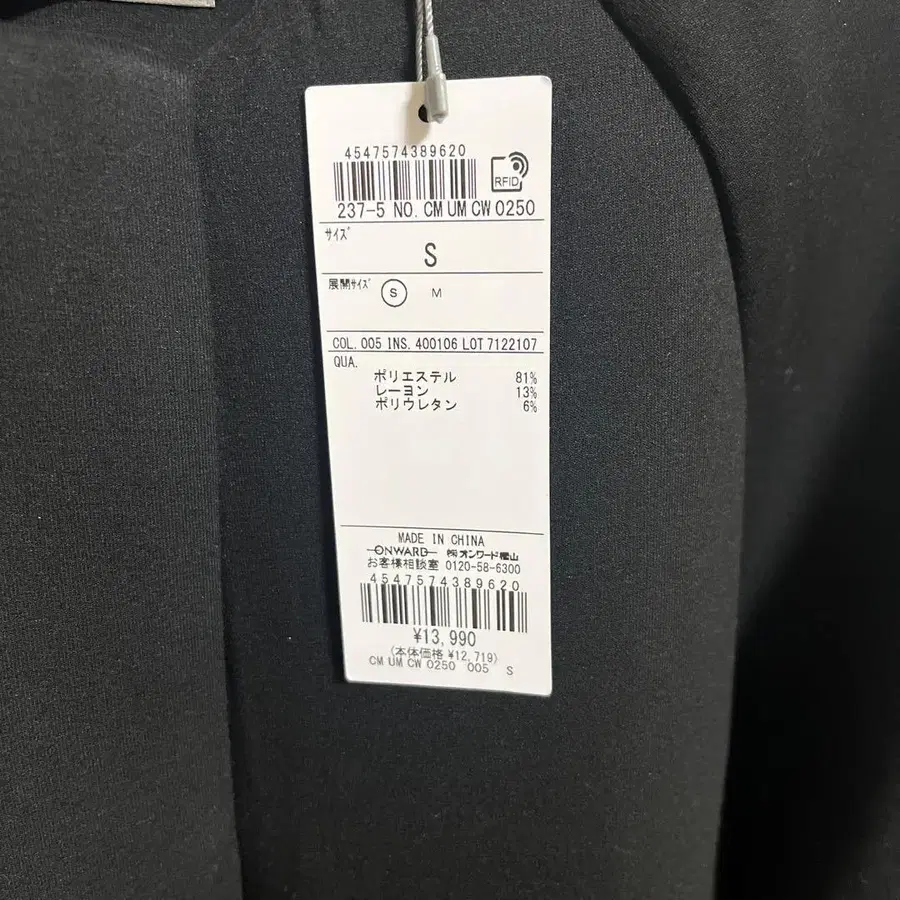 4547574389620
RFID
237-5 NO. CM UM CW 0250
サイズ
S
展開サイズ S M
COL. 005 INS. 400106 LOT 7122107
QUA.
ポリエステル 81%
レーヨン 13%
ポリウレタン 6%
MADE IN CHINA
ONWARD ㈱オンワード樫山
お客様相談室 0120-58-6300
4547574389620
¥13,990
(本体価格 ¥12,719)
CM UM CW 0250 005 S